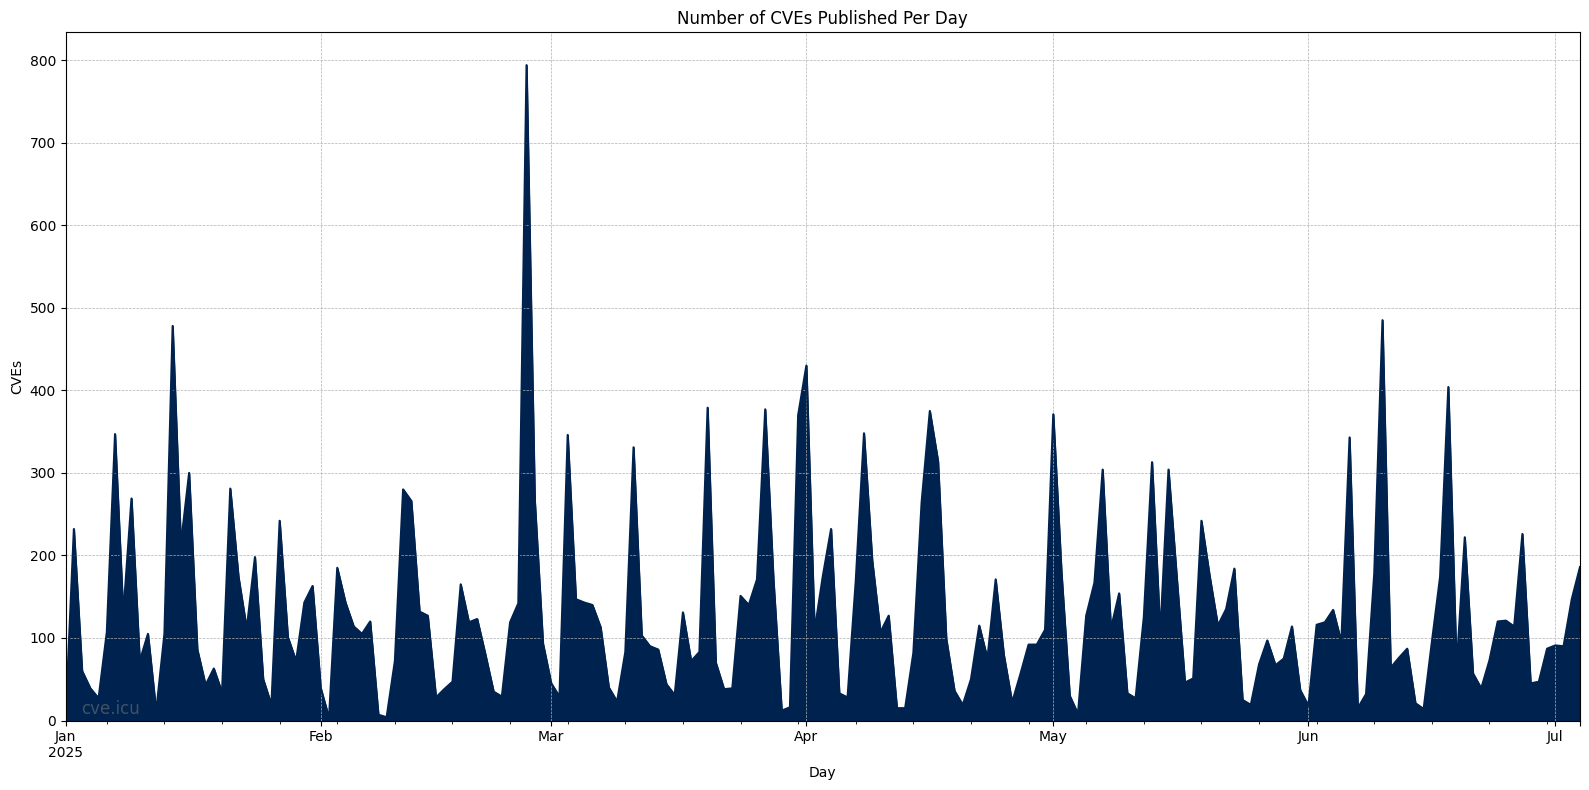 Number of CVEs Published Per Day
800
700
600
500
400
300
200
100
0
CVEs
cve.icu
Jan Feb Mar Apr May Jun Jul
2025
Day